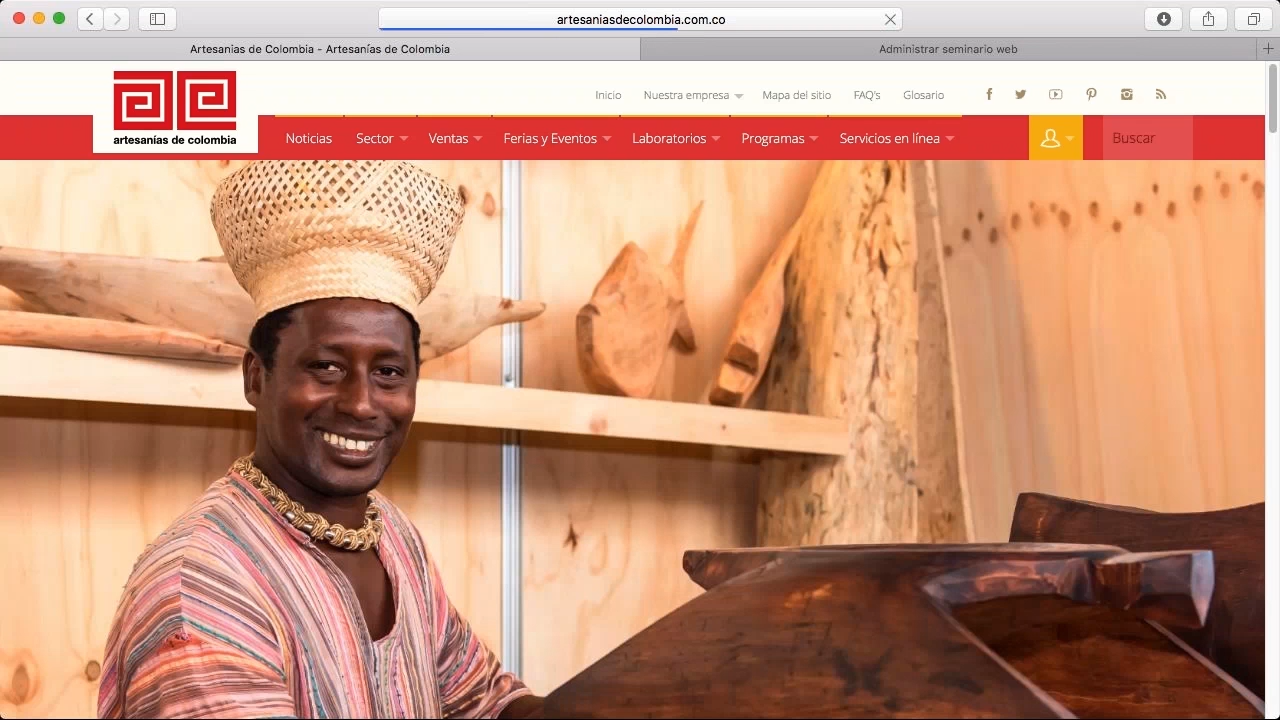 artesaniasdecolombia.com.co
Artesanías de Colombia - Artesanías de Colombia
Administrar seminario web
Inicio
Nuestra empresa
Mapa del sitio
FAQ's
Glosario
artesanías de colombia
Noticias
Sector
Ventas
Ferias y Eventos
Laboratorios
Programas
Servicios en línea
Buscar